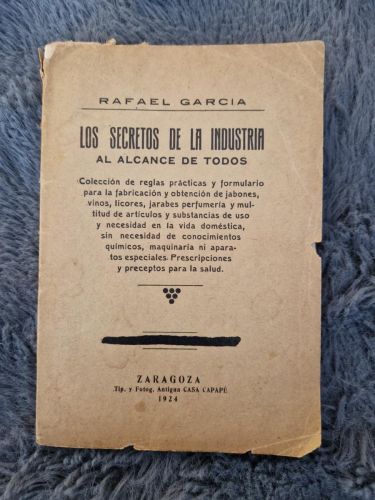 RAFAEL GARCIA
LOS SECRETOS DE LA INDUSTRIA
AL ALCANCE DE TODOS
Colección de reglas prácticas y formulario
para la fabricación y obtención de jabones,
vinos, licores, jarabes perfumería y mul-
titud de artículos y substancias de uso
y necesidad en la vida doméstica,
sin necesidad de conocimientos
químicos, maquinaria ni apara-
tos especiales. Prescripciones
y preceptos para la salud.
ZARAGOZA
Tip. y Fotog. Antigua CASA CAPAPÉ
1924